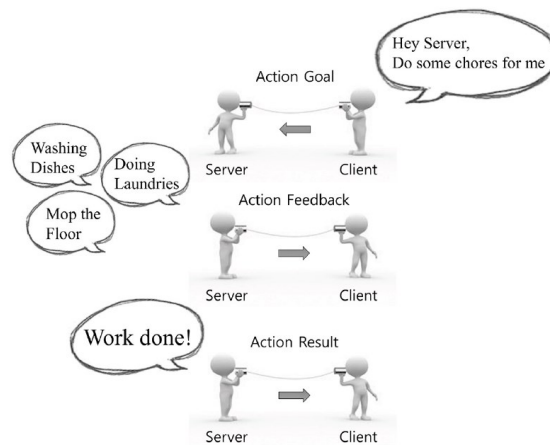 Hey Server,
Do some chores for me
Action Goal
Server
Client
Washing
Dishes
Doing
Laundries
Mop the
Floor
Action Feedback
Server
Client
Work done!
Action Result
Server
Client